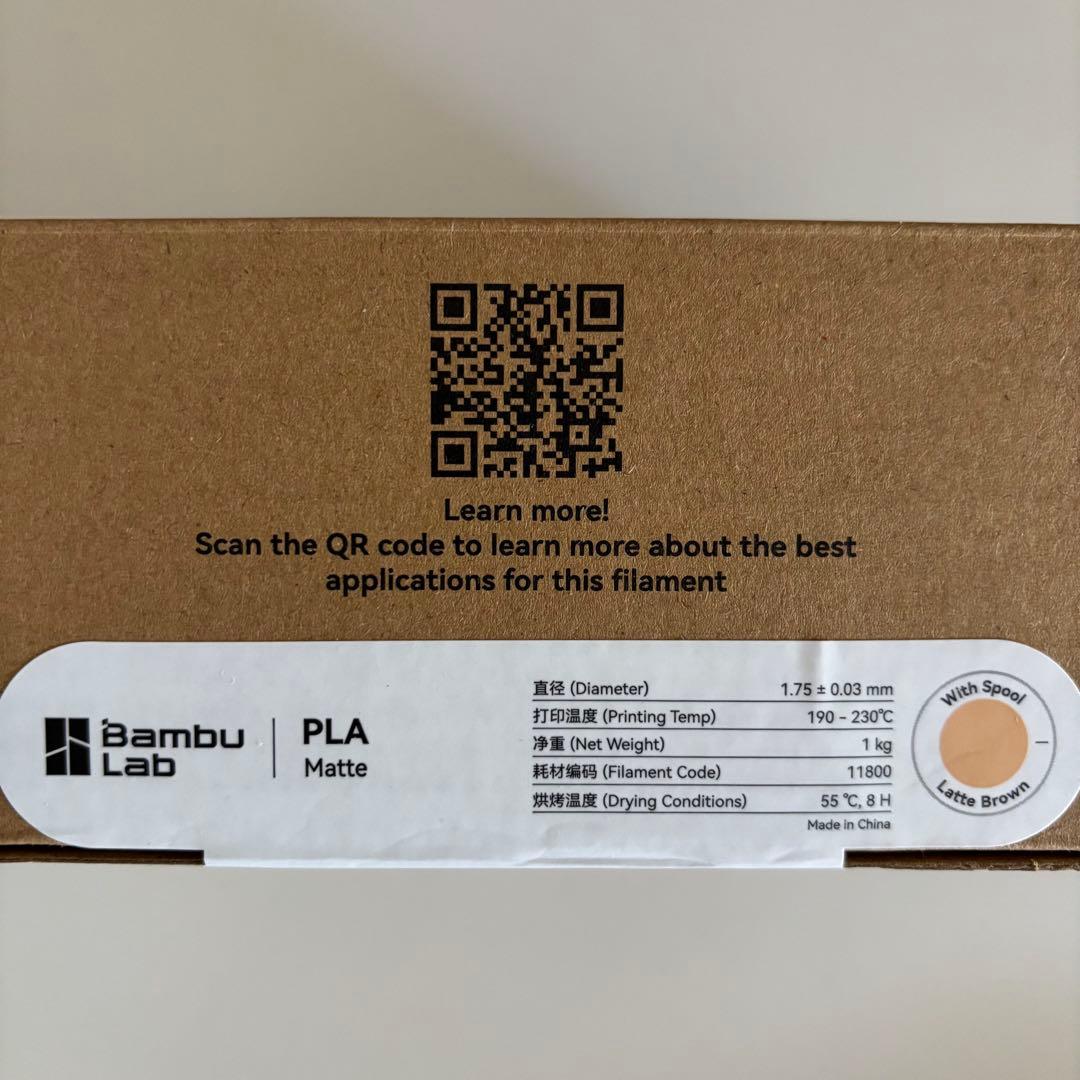 Learn more!
Scan the QR code to learn more about the best
applications for this filament
Bambu
Lab
PLA
Matte
直径 (Diameter) 1.75 ± 0.03 mm
打印温度 (Printing Temp) 190 - 230℃
净重 (Net Weight) 1 kg
耗材编码 (Filament Code) 11800
烘烤温度 (Drying Conditions) 55 ℃, 8 H
Made in China
With Spool
Latte Brown